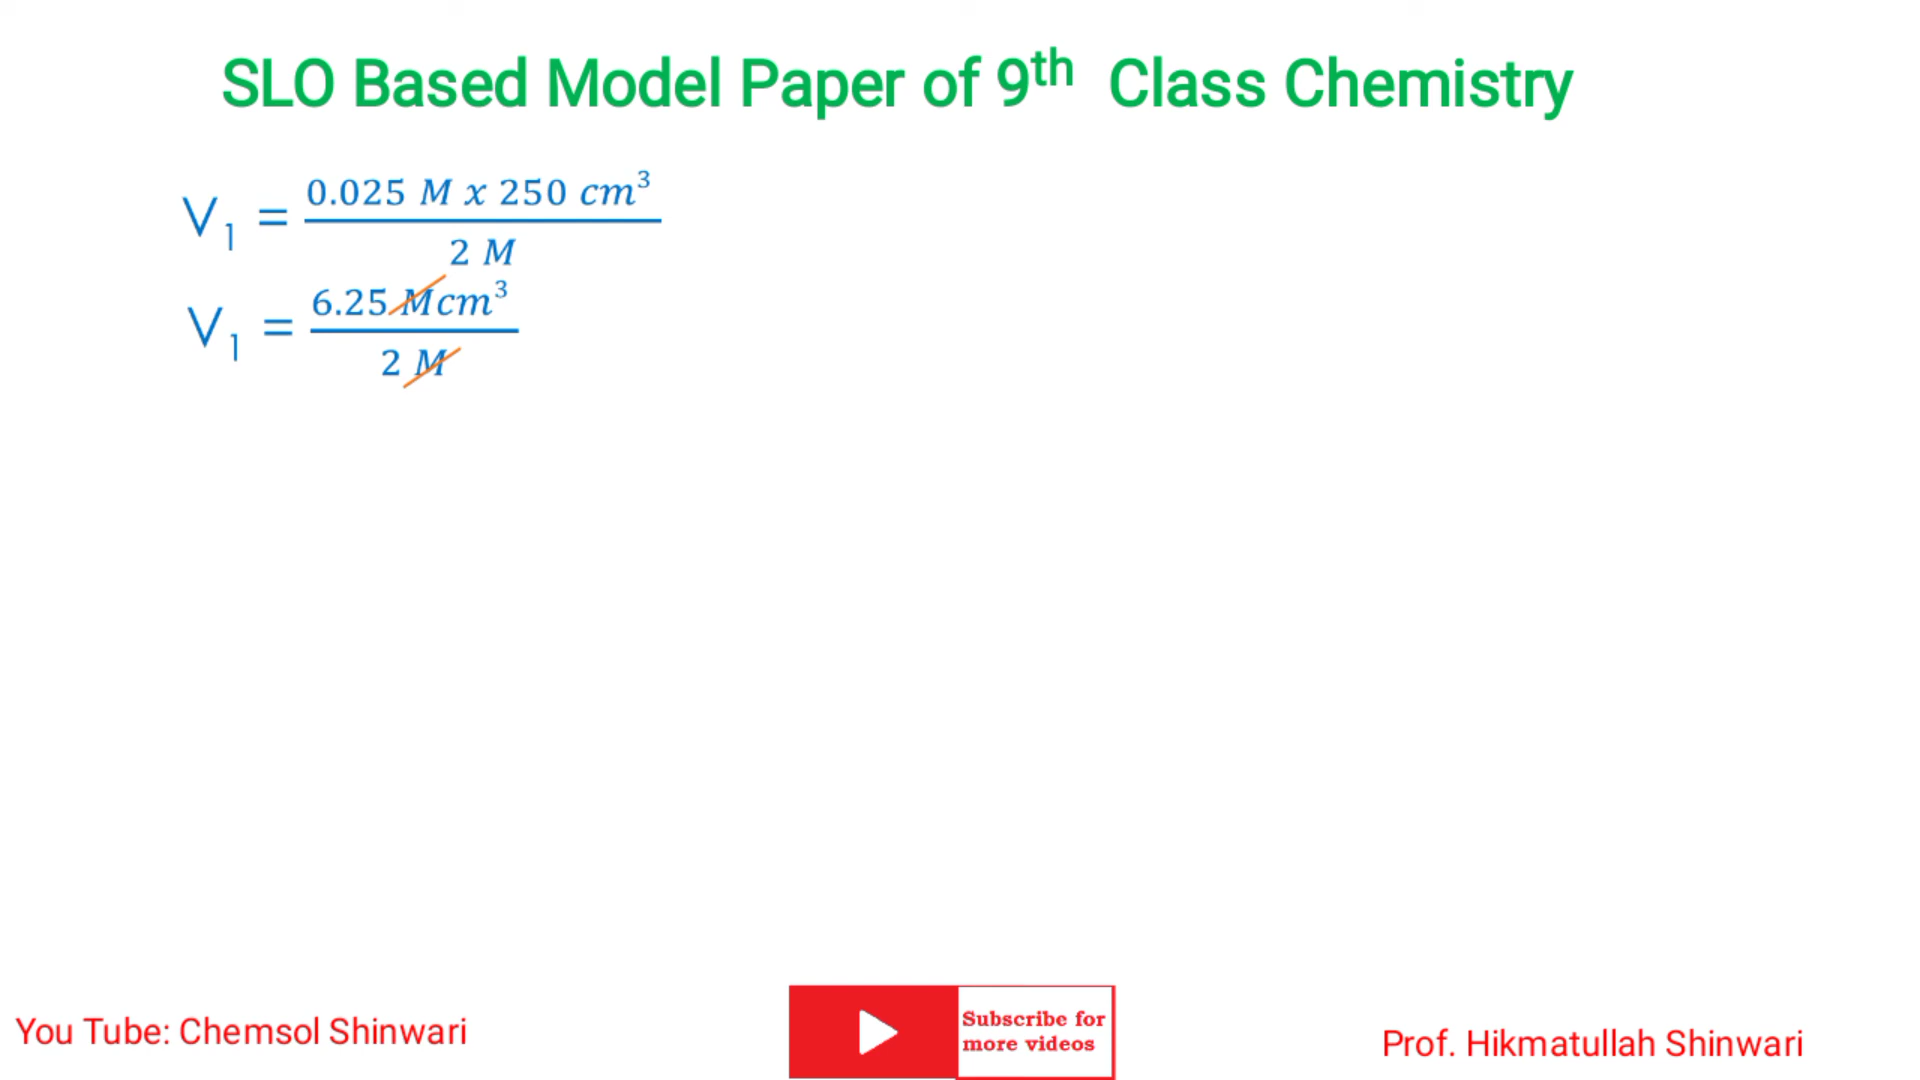 SLO Based Model Paper of 9th Class Chemistry
V1 = 0.025 M x 250 cm³ / 2 M
V1 = 6.25 Mcm³ / 2 M
You Tube: Chemsol Shinwari
Subscribe for
more videos
Prof. Hikmatullah Shinwari